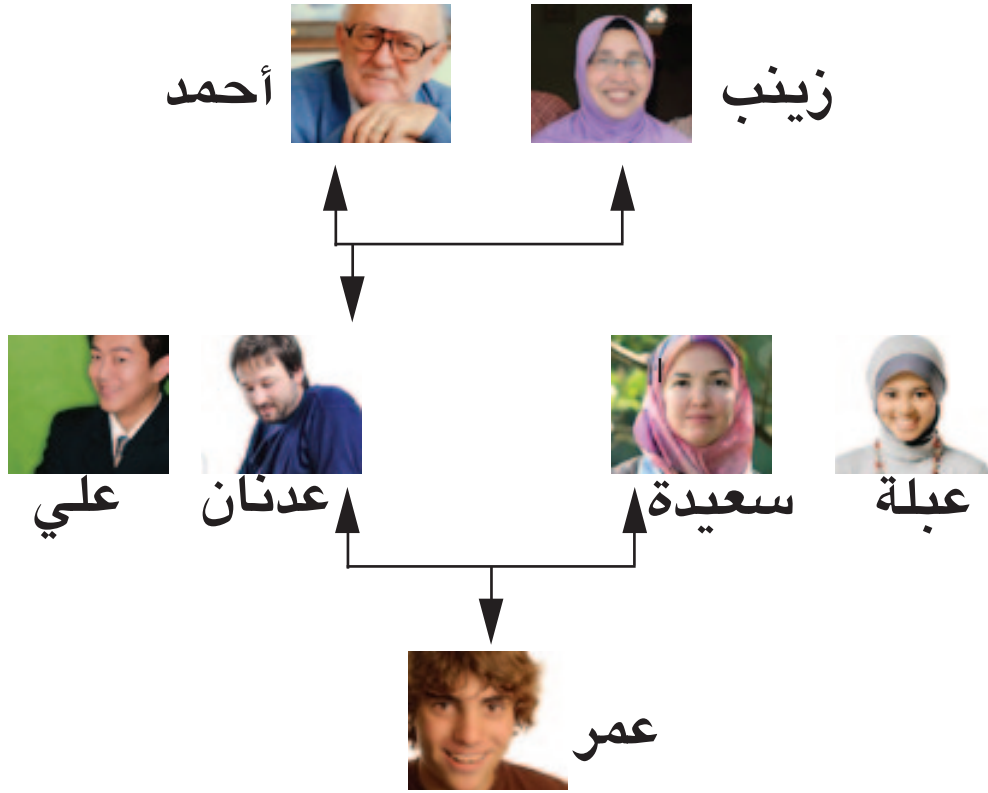 زينب
أحمد
عبلة
سعيدة
عدنان
علي
عمر